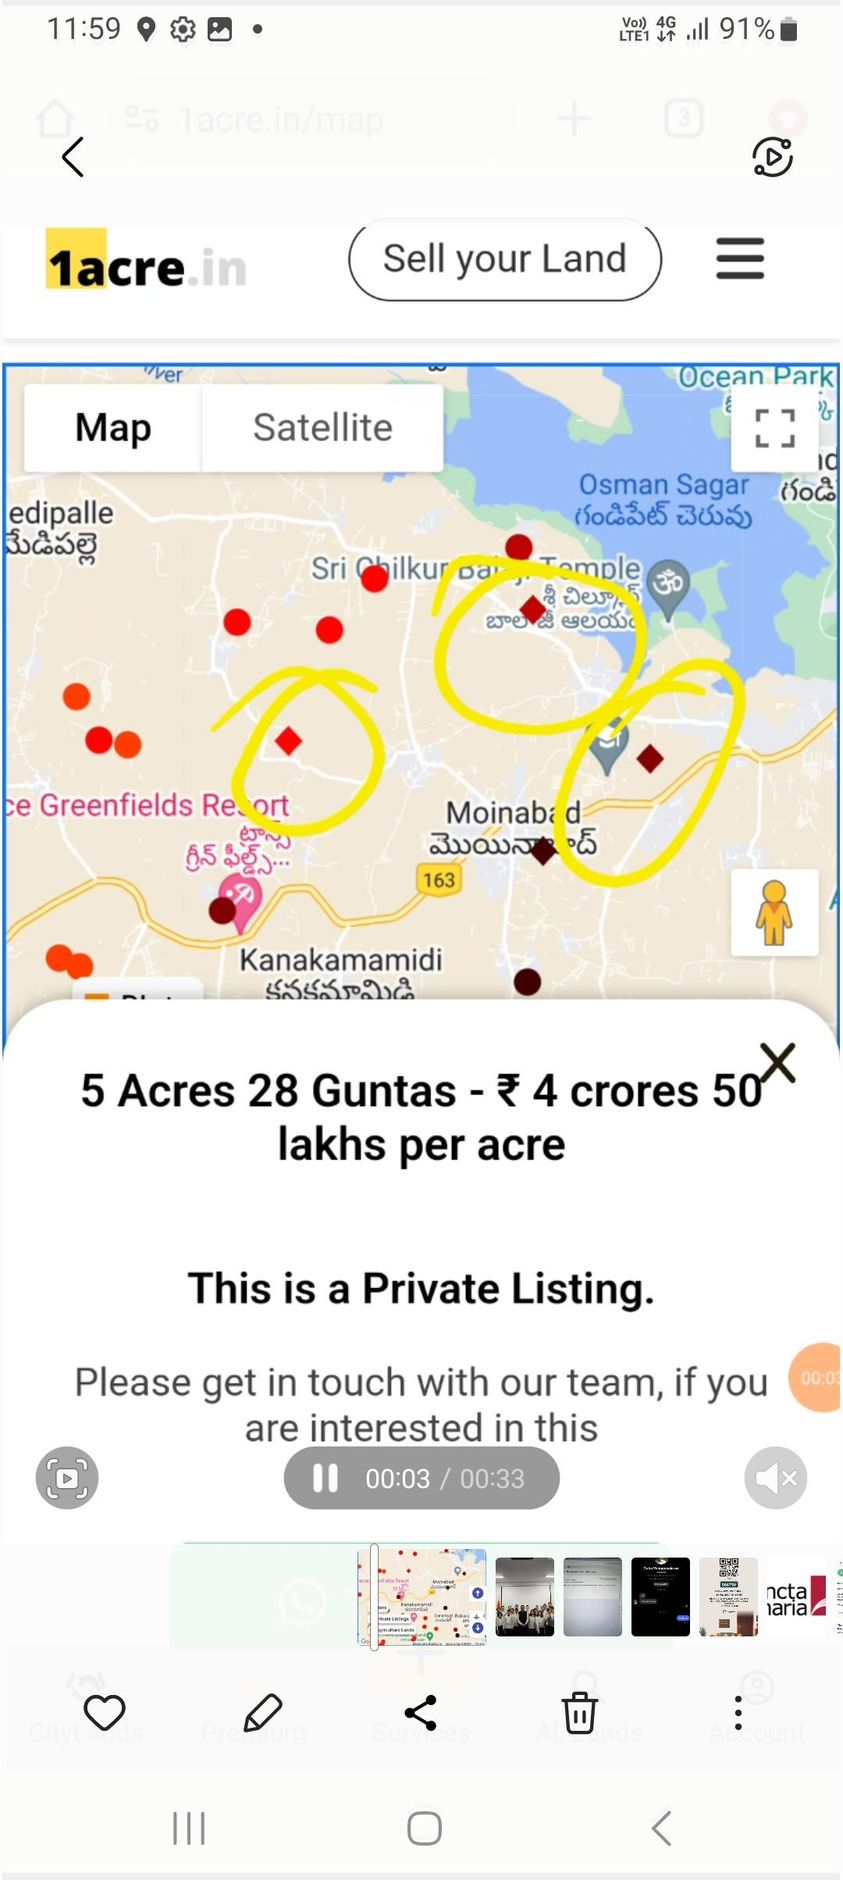 11:59
Vo)) 4G
LTE1
91%
1acre.in/map
3
1acre.in
Sell your Land
Ocean Park
Map
Satellite
Osman Sagar
గండిపేట్ చెరువు
గండి
edipalle
మేడిపల్లె
Sri Chilkur Balaji Temple
శ్రీ చిలుకూరు
బాలాజీ ఆలయం
ce Greenfields Resort
ట్రాన్స్
గ్రీన్ ఫీల్డ్స్...
Moinabad
మొయినాబాద్
163
Kanakamamidi
కనకమామిడి
5 Acres 28 Guntas - ₹ 4 crores 50
lakhs per acre
This is a Private Listing.
Please get in touch with our team, if you
are interested in this
00:03 / 00:33
CityLands
Premium
Services
All Lands
Account